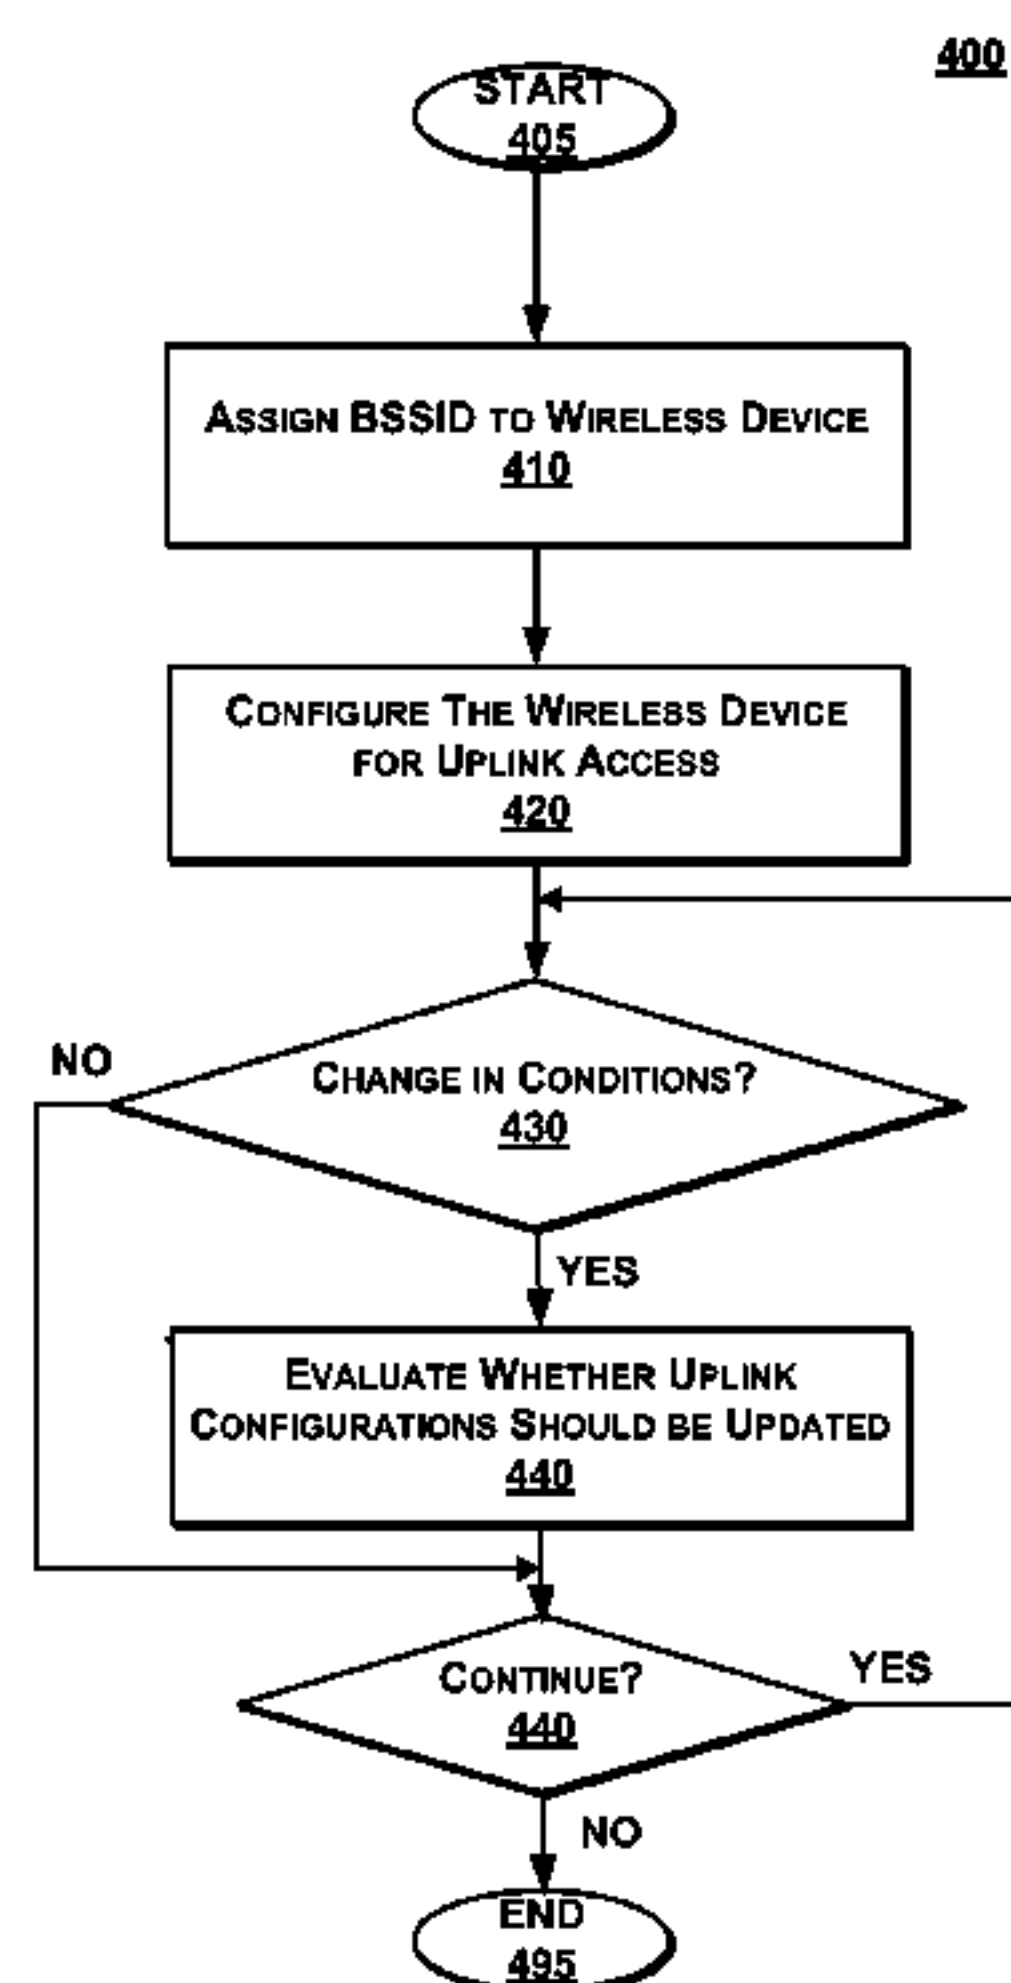 400
START
405
ASSIGN BSSID TO WIRELESS DEVICE
410
CONFIGURE THE WIRELESS DEVICE
FOR UPLINK ACCESS
420
NO
CHANGE IN CONDITIONS?
430
YES
EVALUATE WHETHER UPLINK
CONFIGURATIONS SHOULD BE UPDATED
440
CONTINUE?
440
YES
NO
END
495